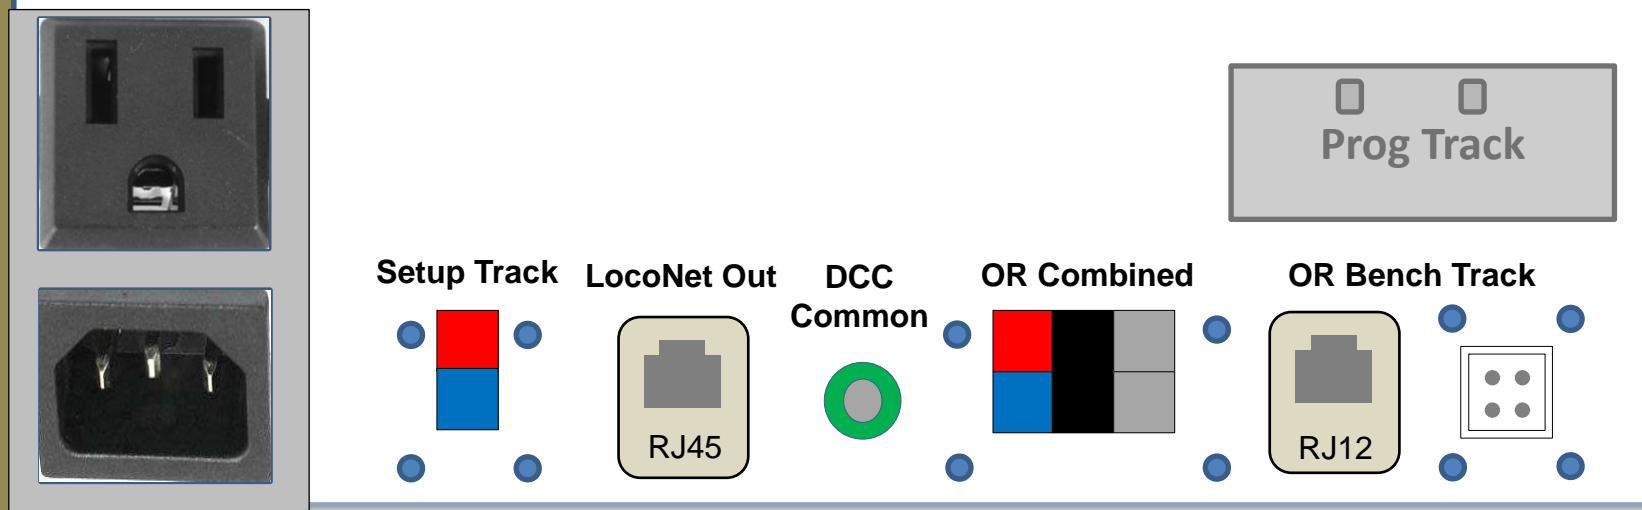 Prog Track
Setup Track
LocoNet Out
DCC
Common
OR Combined
OR Bench Track
RJ45
RJ12